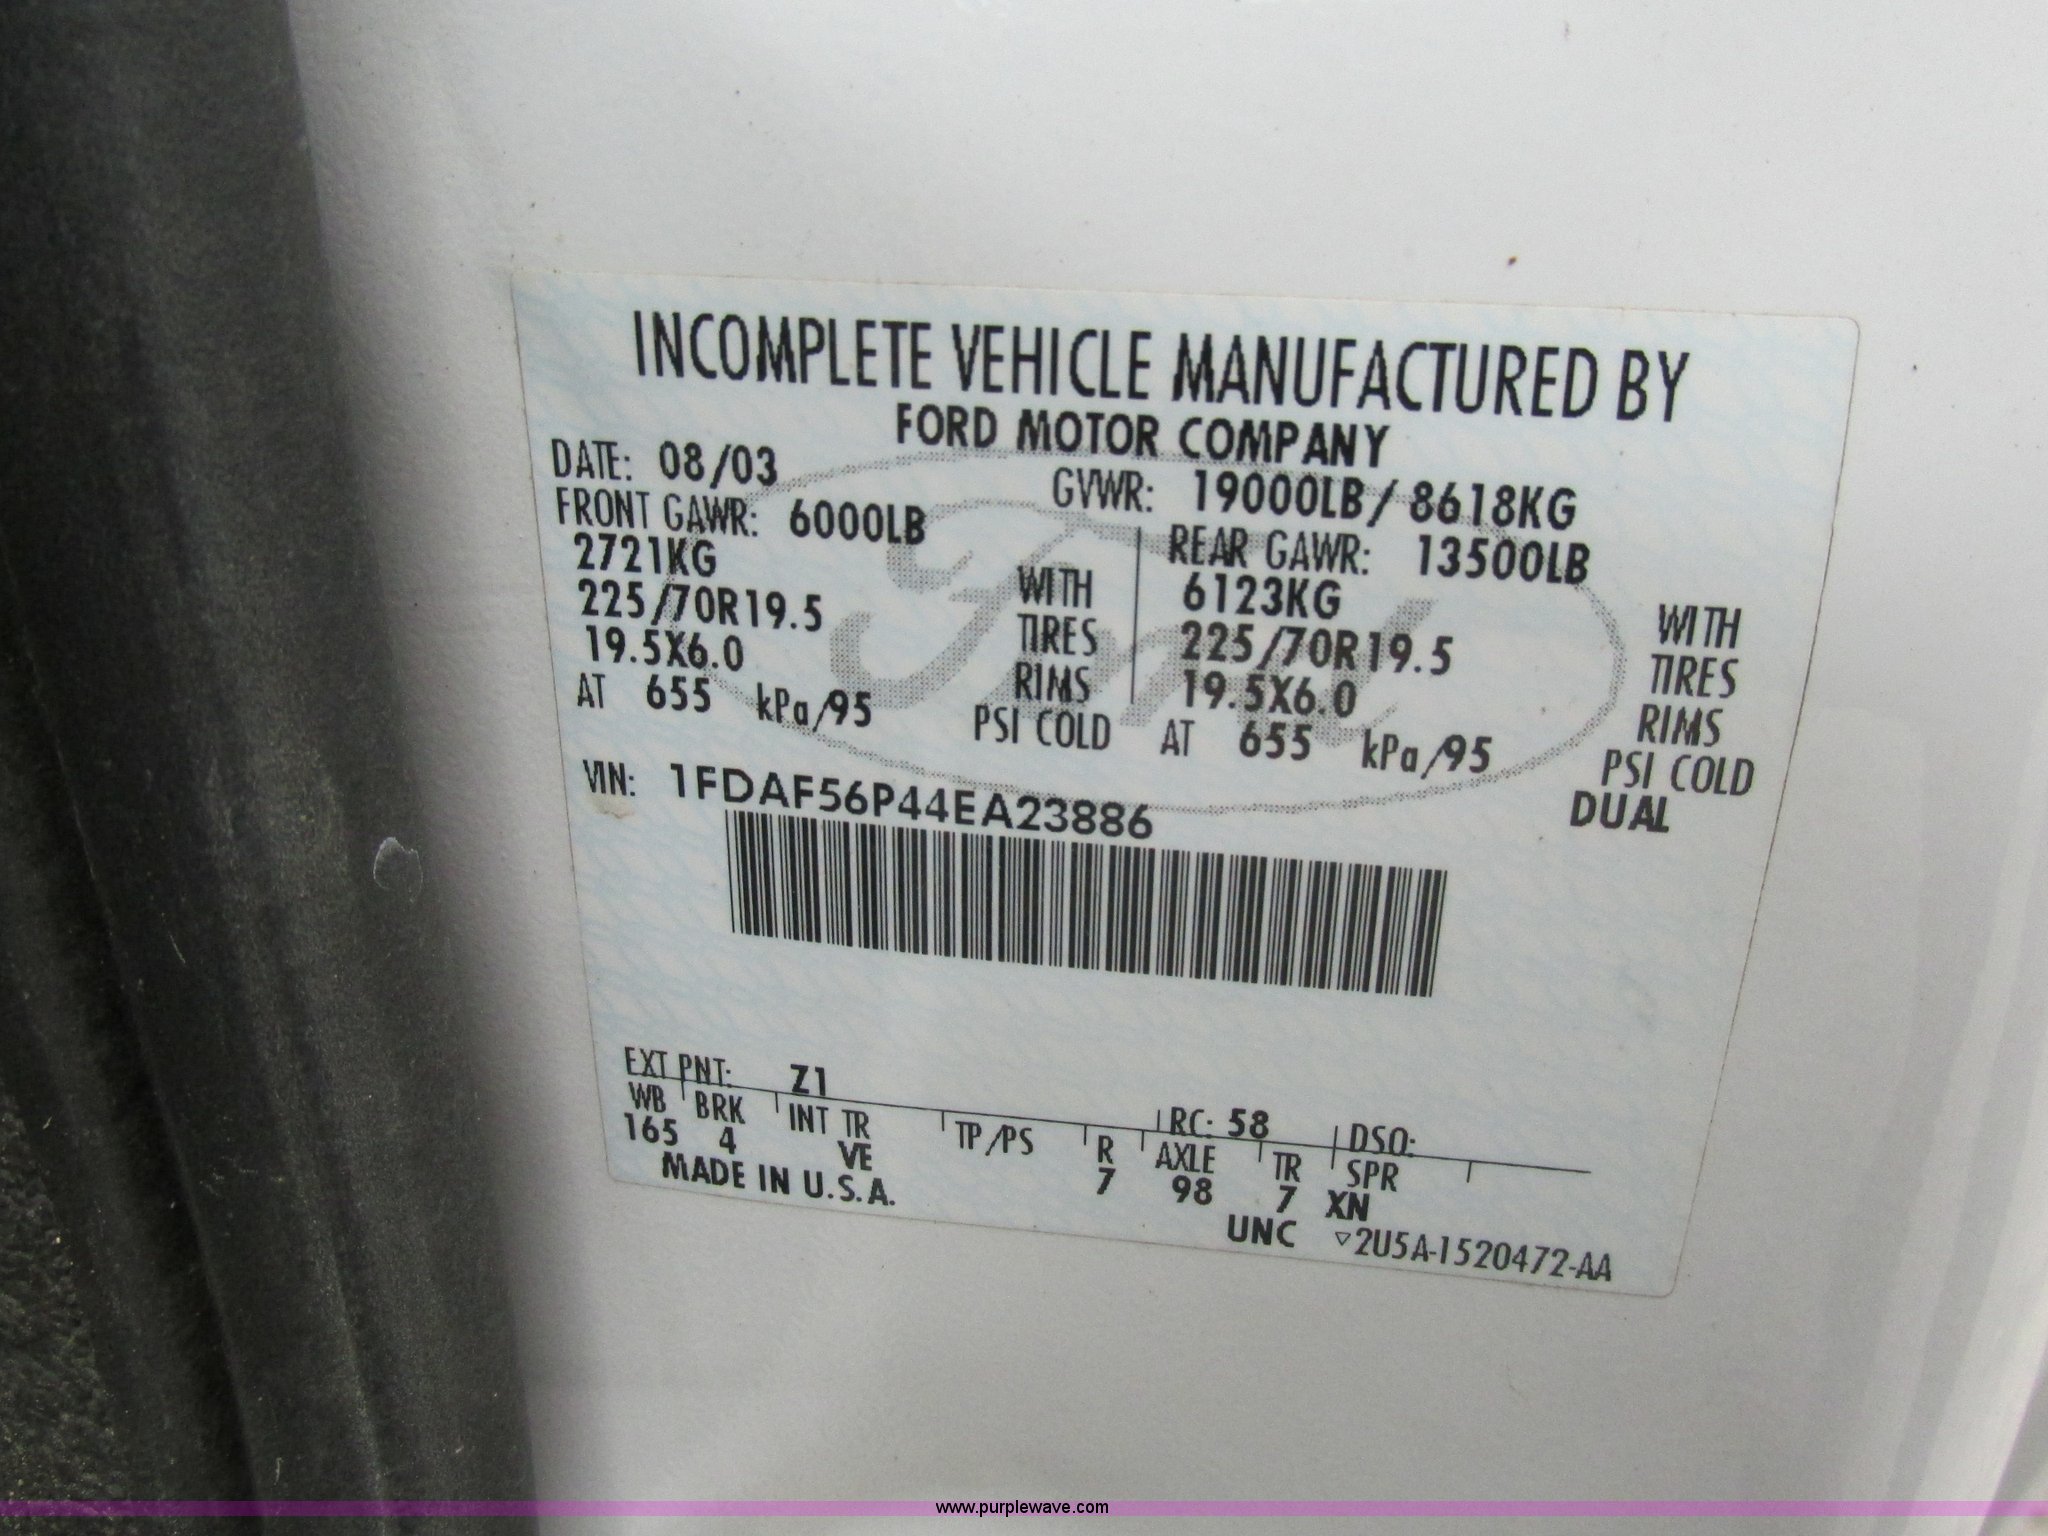 INCOMPLETE VEHICLE MANUFACTURED BY
FORD MOTOR COMPANY
DATE: 08/03 GVWR: 19000LB/ 8618KG
FRONT GAWR: 6000LB REAR GAWR: 13500LB
2721KG WITH 6123KG WITH
225/70R19.5 TIRES 225/70R19.5 TIRES
19.5X6.0 RIMS 19.5X6.0 RIMS
AT 655 kPa/95 PSI COLD AT 655 kPa/95 PSI COLD
DUAL
VIN: 1FDAF56P44EA23886
EXT PNT: Z1 RC: 58 DSO:
WB BRK INT TR TP/PS R AXLE TR SPR
165 4 VE 7 98 7 XN
MADE IN U.S.A. UNC ▽2U5A-1520472-AA
Ford
www.purplewave.com